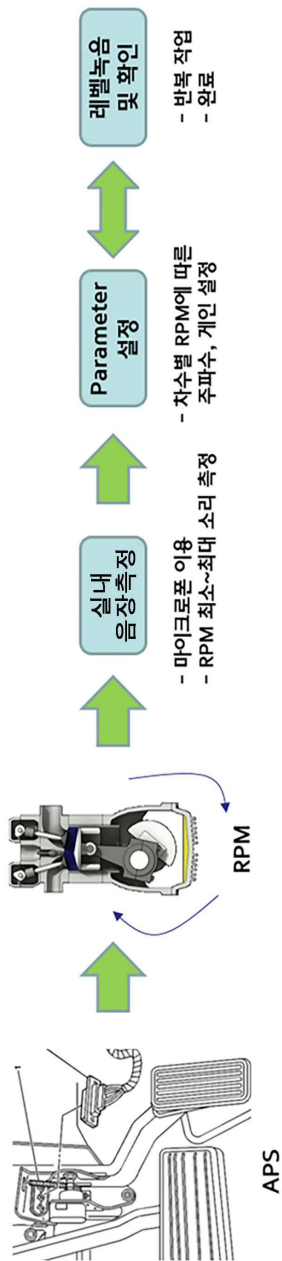 1
APS
RPM
실내
음장측정
- 마이크로폰 이용
- RPM 최소~최대 소리 측정
Parameter
설정
- 차수별 RPM에 따른
주파수, 게인 설정
레벨녹음
및 확인
- 반복 작업
- 완료